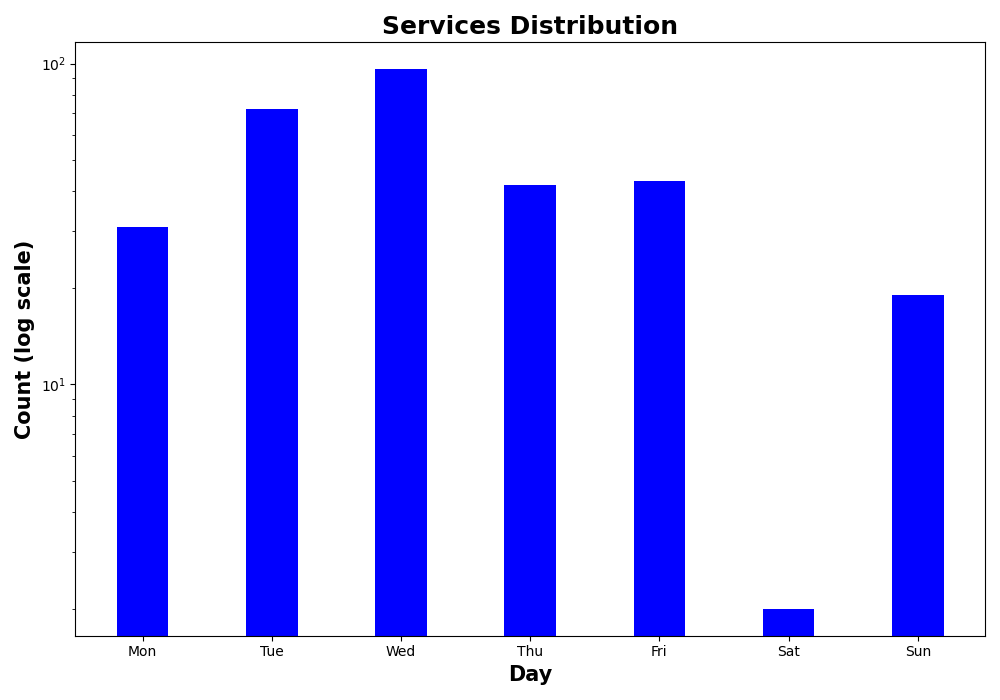 Services Distribution
Count (log scale)
10²
10¹
Mon Tue Wed Thu Fri Sat Sun
Day